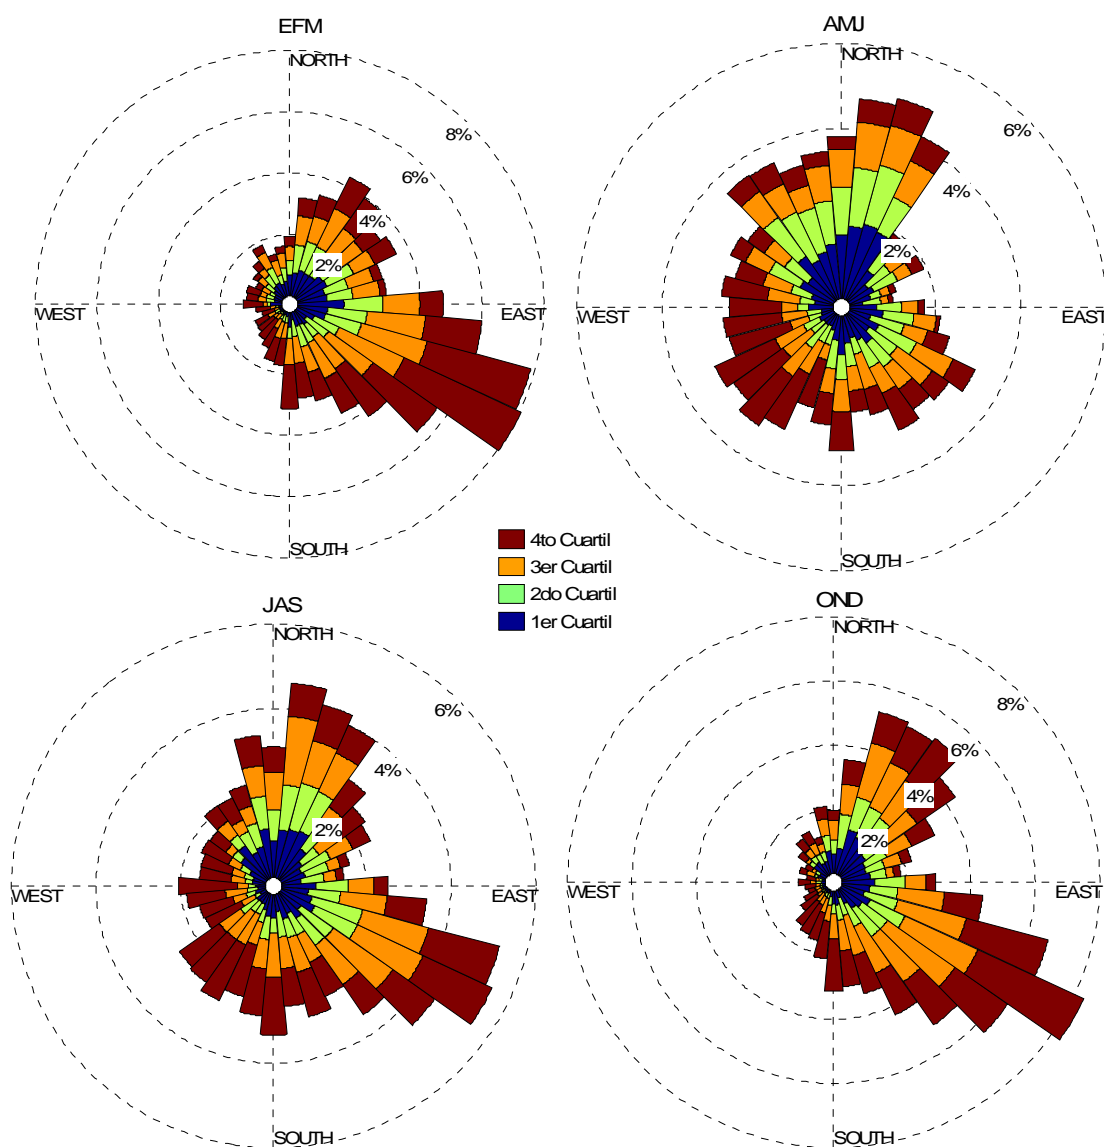 EFM
NORTH
8%
6%
4%
2%
WEST
EAST
SOUTH
AMJ
NORTH
6%
4%
2%
WEST
EAST
SOUTH
4to Cuartil
3er Cuartil
2do Cuartil
1er Cuartil
JAS
NORTH
6%
4%
2%
WEST
EAST
SOUTH
OND
NORTH
8%
6%
4%
2%
WEST
EAST
SOUTH